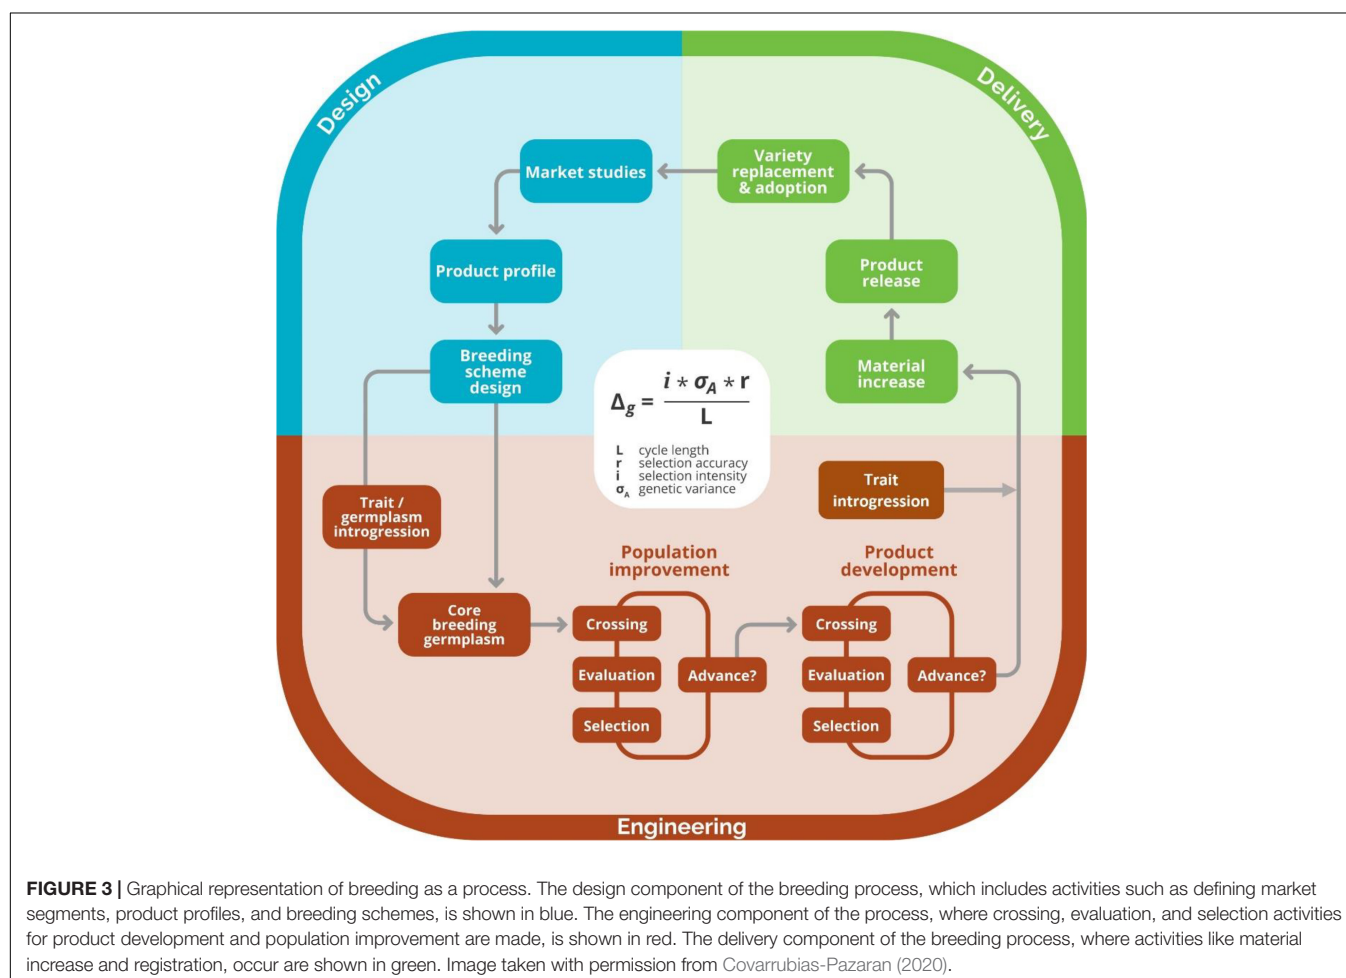 Design
Delivery
Market studies
Variety
replacement
& adoption
Product profile
Product
release
Breeding
scheme
design
Material
increase
Δg = i * σA * r / L
L cycle length
r selection accuracy
i selection intensity
σA genetic variance
Trait /
germplasm
introgression
Trait
introgression
Population
improvement
Product
development
Core
breeding
germplasm
Crossing
Evaluation
Selection
Advance?
Crossing
Evaluation
Selection
Advance?
Engineering
FIGURE 3 | Graphical representation of breeding as a process. The design component of the breeding process, which includes activities such as defining market
segments, product profiles, and breeding schemes, is shown in blue. The engineering component of the process, where crossing, evaluation, and selection activities
for product development and population improvement are made, is shown in red. The delivery component of the breeding process, where activities like material
increase and registration, occur are shown in green. Image taken with permission from Covarrubias-Pazaran (2020).